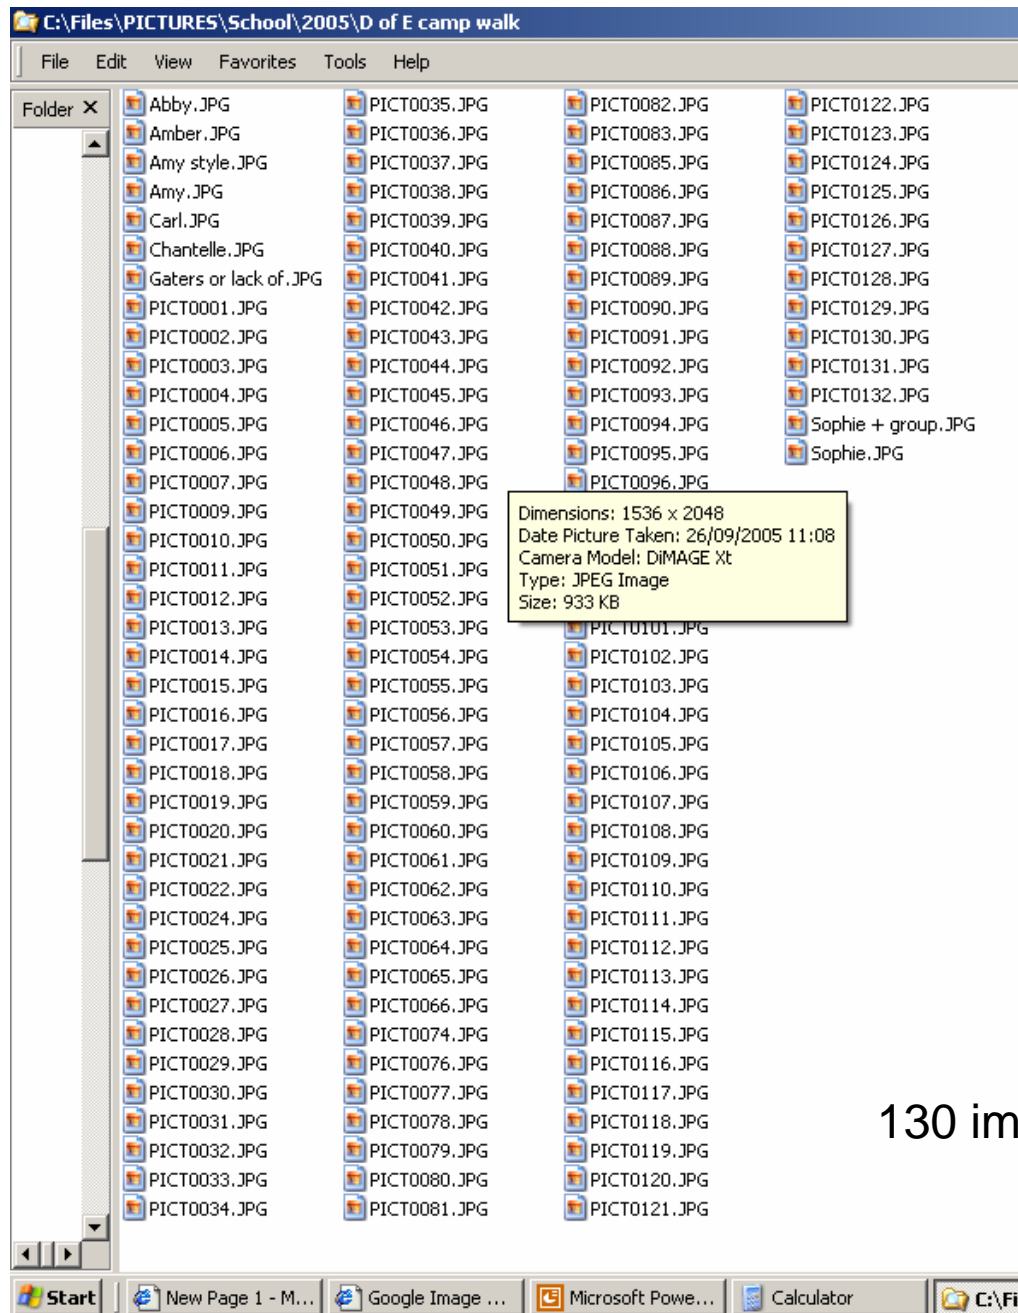 C:\Files\PICTURES\School\2005\D of E camp walk
File Edit View Favorites Tools Help
Folder
Abby.JPG
Amber.JPG
Amy style.JPG
Amy.JPG
Carl.JPG
Chantelle.JPG
Gaters or lack of.JPG
PICT0001.JPG
PICT0002.JPG
PICT0003.JPG
PICT0004.JPG
PICT0005.JPG
PICT0006.JPG
PICT0007.JPG
PICT0009.JPG
PICT0010.JPG
PICT0011.JPG
PICT0012.JPG
PICT0013.JPG
PICT0014.JPG
PICT0015.JPG
PICT0016.JPG
PICT0017.JPG
PICT0018.JPG
PICT0019.JPG
PICT0020.JPG
PICT0021.JPG
PICT0022.JPG
PICT0024.JPG
PICT0025.JPG
PICT0026.JPG
PICT0027.JPG
PICT0028.JPG
PICT0029.JPG
PICT0030.JPG
PICT0031.JPG
PICT0032.JPG
PICT0033.JPG
PICT0034.JPG
PICT0035.JPG
PICT0036.JPG
PICT0037.JPG
PICT0038.JPG
PICT0039.JPG
PICT0040.JPG
PICT0041.JPG
PICT0042.JPG
PICT0043.JPG
PICT0044.JPG
PICT0045.JPG
PICT0046.JPG
PICT0047.JPG
PICT0048.JPG
PICT0049.JPG
PICT0050.JPG
PICT0051.JPG
PICT0052.JPG
PICT0053.JPG
PICT0054.JPG
PICT0055.JPG
PICT0056.JPG
PICT0057.JPG
PICT0058.JPG
PICT0059.JPG
PICT0060.JPG
PICT0061.JPG
PICT0062.JPG
PICT0063.JPG
PICT0064.JPG
PICT0065.JPG
PICT0066.JPG
PICT0074.JPG
PICT0076.JPG
PICT0077.JPG
PICT0078.JPG
PICT0079.JPG
PICT0080.JPG
PICT0081.JPG
PICT0082.JPG
PICT0083.JPG
PICT0085.JPG
PICT0086.JPG
PICT0087.JPG
PICT0088.JPG
PICT0089.JPG
PICT0090.JPG
PICT0091.JPG
PICT0092.JPG
PICT0093.JPG
PICT0094.JPG
PICT0095.JPG
PICT0096.JPG
Dimensions: 1536 x 2048
Date Picture Taken: 26/09/2005 11:08
Camera Model: DiMAGE Xt
Type: JPEG Image
Size: 933 KB
PICT0101.JPG
PICT0102.JPG
PICT0103.JPG
PICT0104.JPG
PICT0105.JPG
PICT0106.JPG
PICT0107.JPG
PICT0108.JPG
PICT0109.JPG
PICT0110.JPG
PICT0111.JPG
PICT0112.JPG
PICT0113.JPG
PICT0114.JPG
PICT0115.JPG
PICT0116.JPG
PICT0117.JPG
PICT0118.JPG
PICT0119.JPG
PICT0120.JPG
PICT0121.JPG
PICT0122.JPG
PICT0123.JPG
PICT0124.JPG
PICT0125.JPG
PICT0126.JPG
PICT0127.JPG
PICT0128.JPG
PICT0129.JPG
PICT0130.JPG
PICT0131.JPG
PICT0132.JPG
Sophie + group.JPG
Sophie.JPG
130 im
Start New Page 1 - M... Google Image ... Microsoft Powe... Calculator C:\Fi